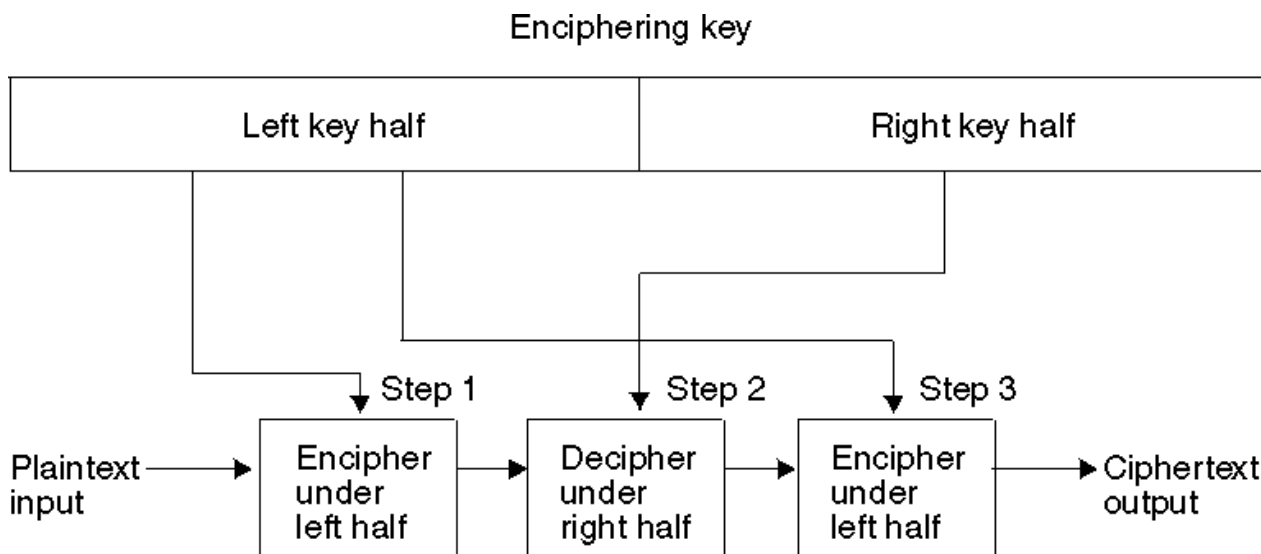 Enciphering key
Left key half
Right key half
Step 1
Step 2
Step 3
Plaintext
input
Encipher
under
left half
Decipher
under
right half
Encipher
under
left half
Ciphertext
output